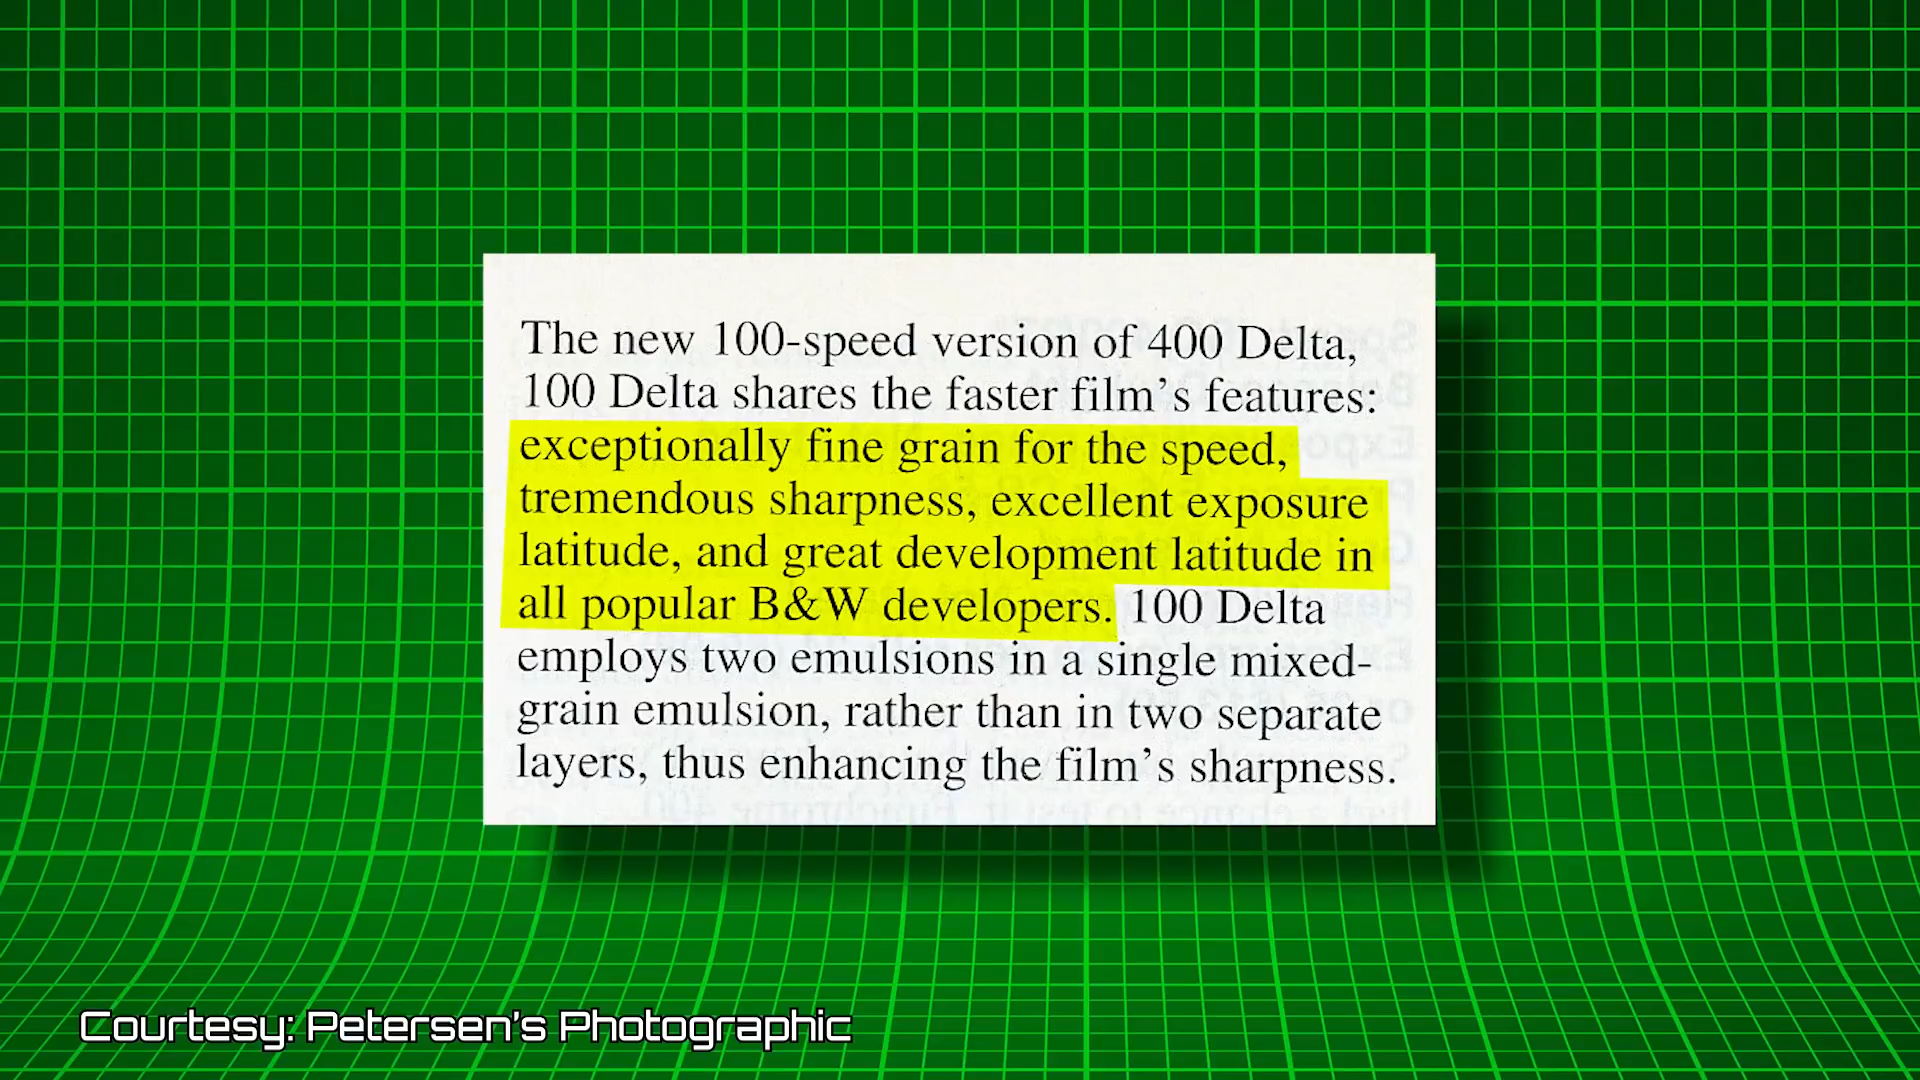 The new 100-speed version of 400 Delta,
100 Delta shares the faster film's features:
exceptionally fine grain for the speed,
tremendous sharpness, excellent exposure
latitude, and great development latitude in
all popular B&W developers. 100 Delta
employs two emulsions in a single mixed-
grain emulsion, rather than in two separate
layers, thus enhancing the film's sharpness.
Courtesy: Petersen's Photographic